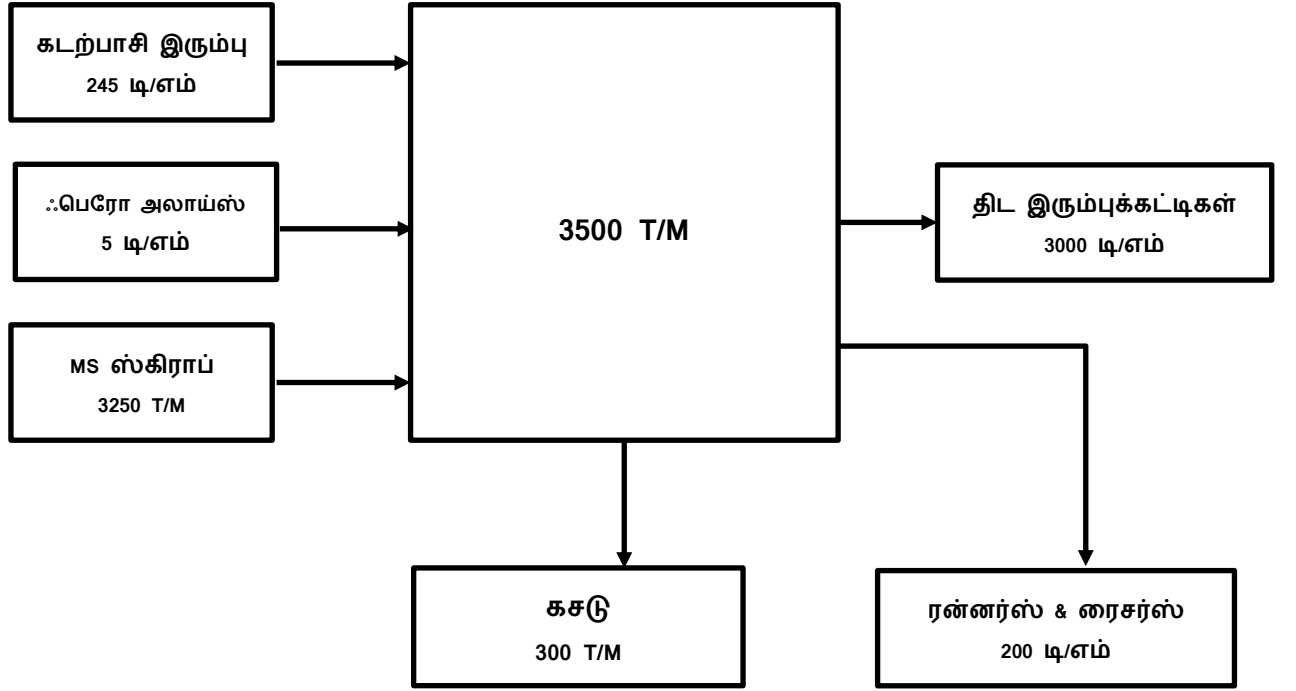 கடற்பாசி இரும்பு
245 டி/எம்
ஃபெரோ அலாய்ஸ்
5 டி/எம்
MS ஸ்கிராப்
3250 T/M
3500 T/M
திட இரும்புக்கட்டிகள்
3000 டி/எம்
கசடு
300 T/M
ரன்னர்ஸ் & ரைசர்ஸ்
200 டி/எம்